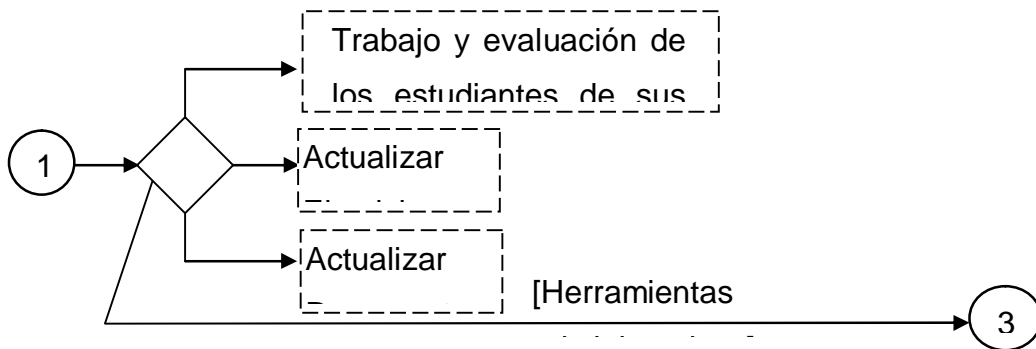 Trabajo y evaluación de
los estudiantes de sus
1
Actualizar
Actualizar
[Herramientas
3